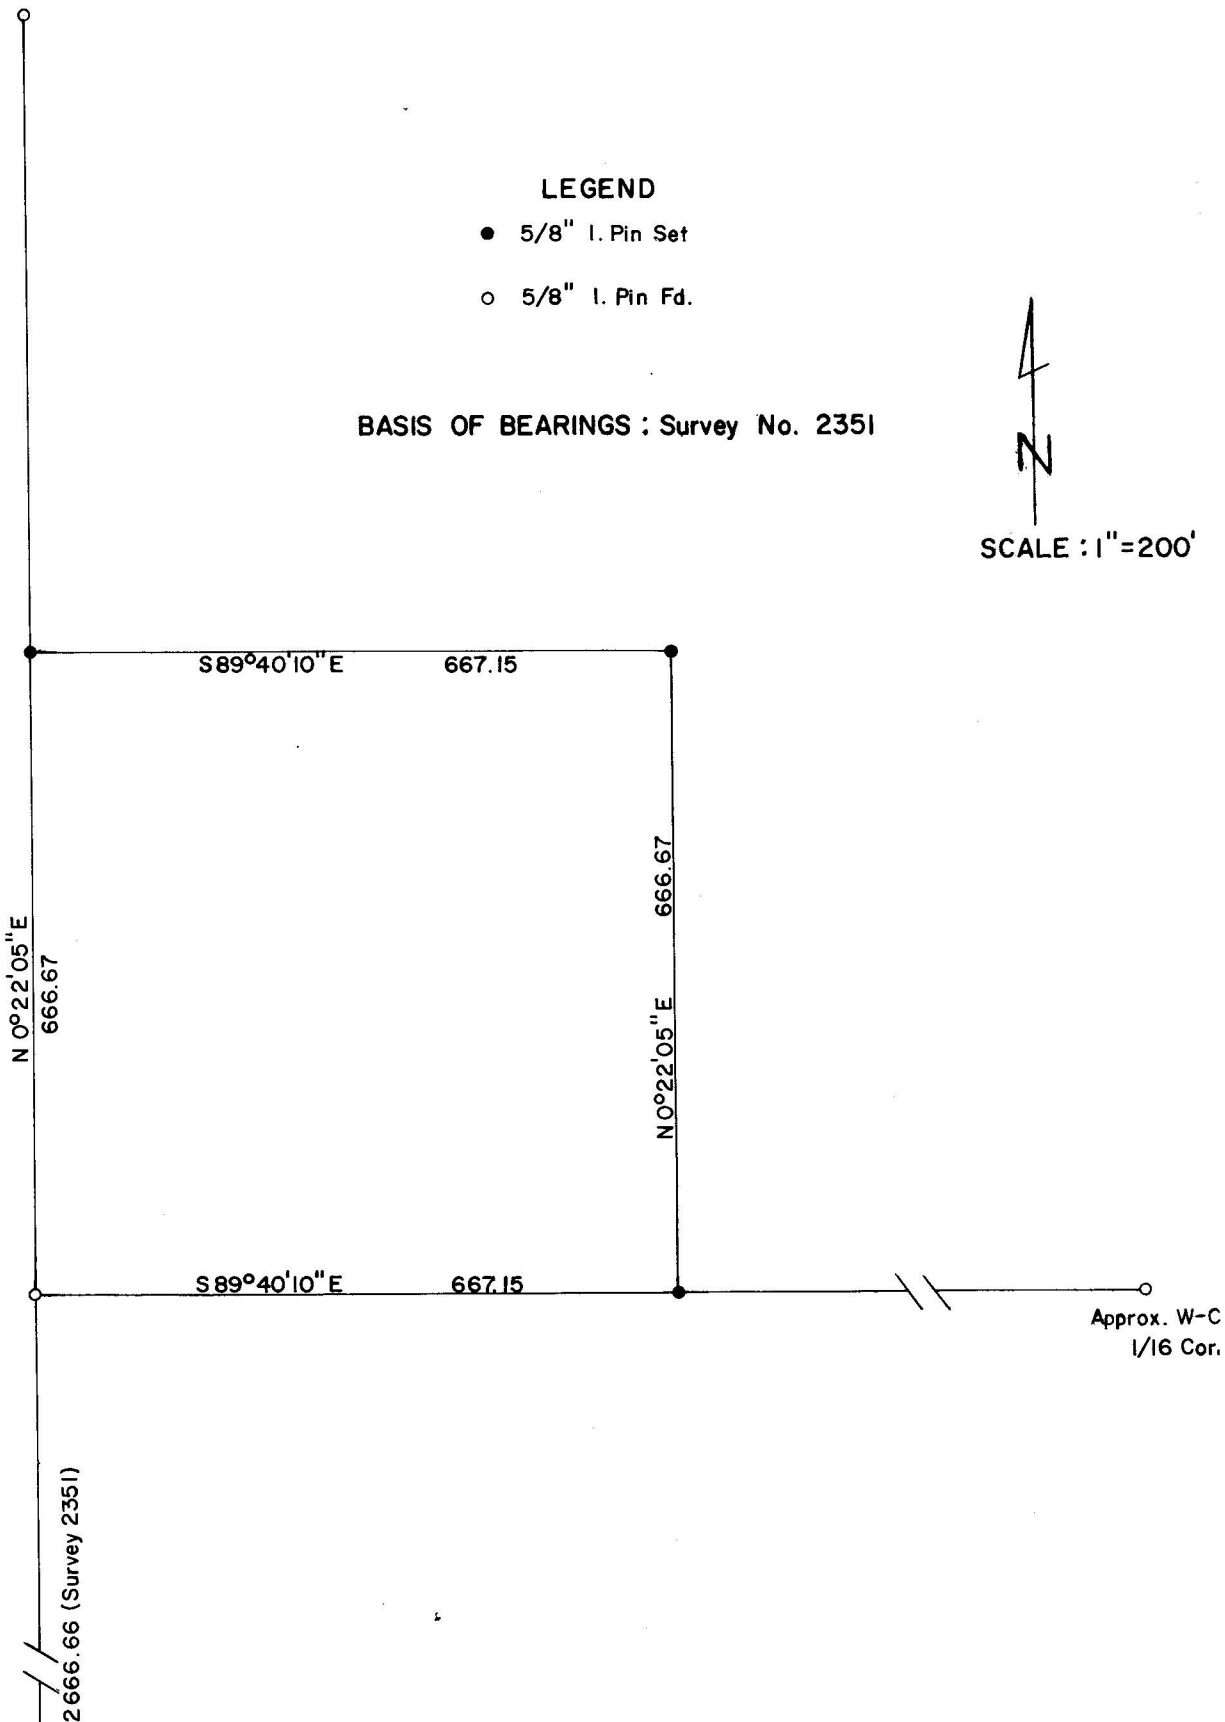 LEGEND
5/8" I. Pin Set
5/8" I. Pin Fd.
BASIS OF BEARINGS : Survey No. 2351
N
SCALE : 1"=200'
S89°40'10"E 667.15
N 0°22'05"E
666.67
N0°22'05"E 666.67
S89°40'10"E 667.15
Approx. W-C
1/16 Cor.
2666.66 (Survey 2351)